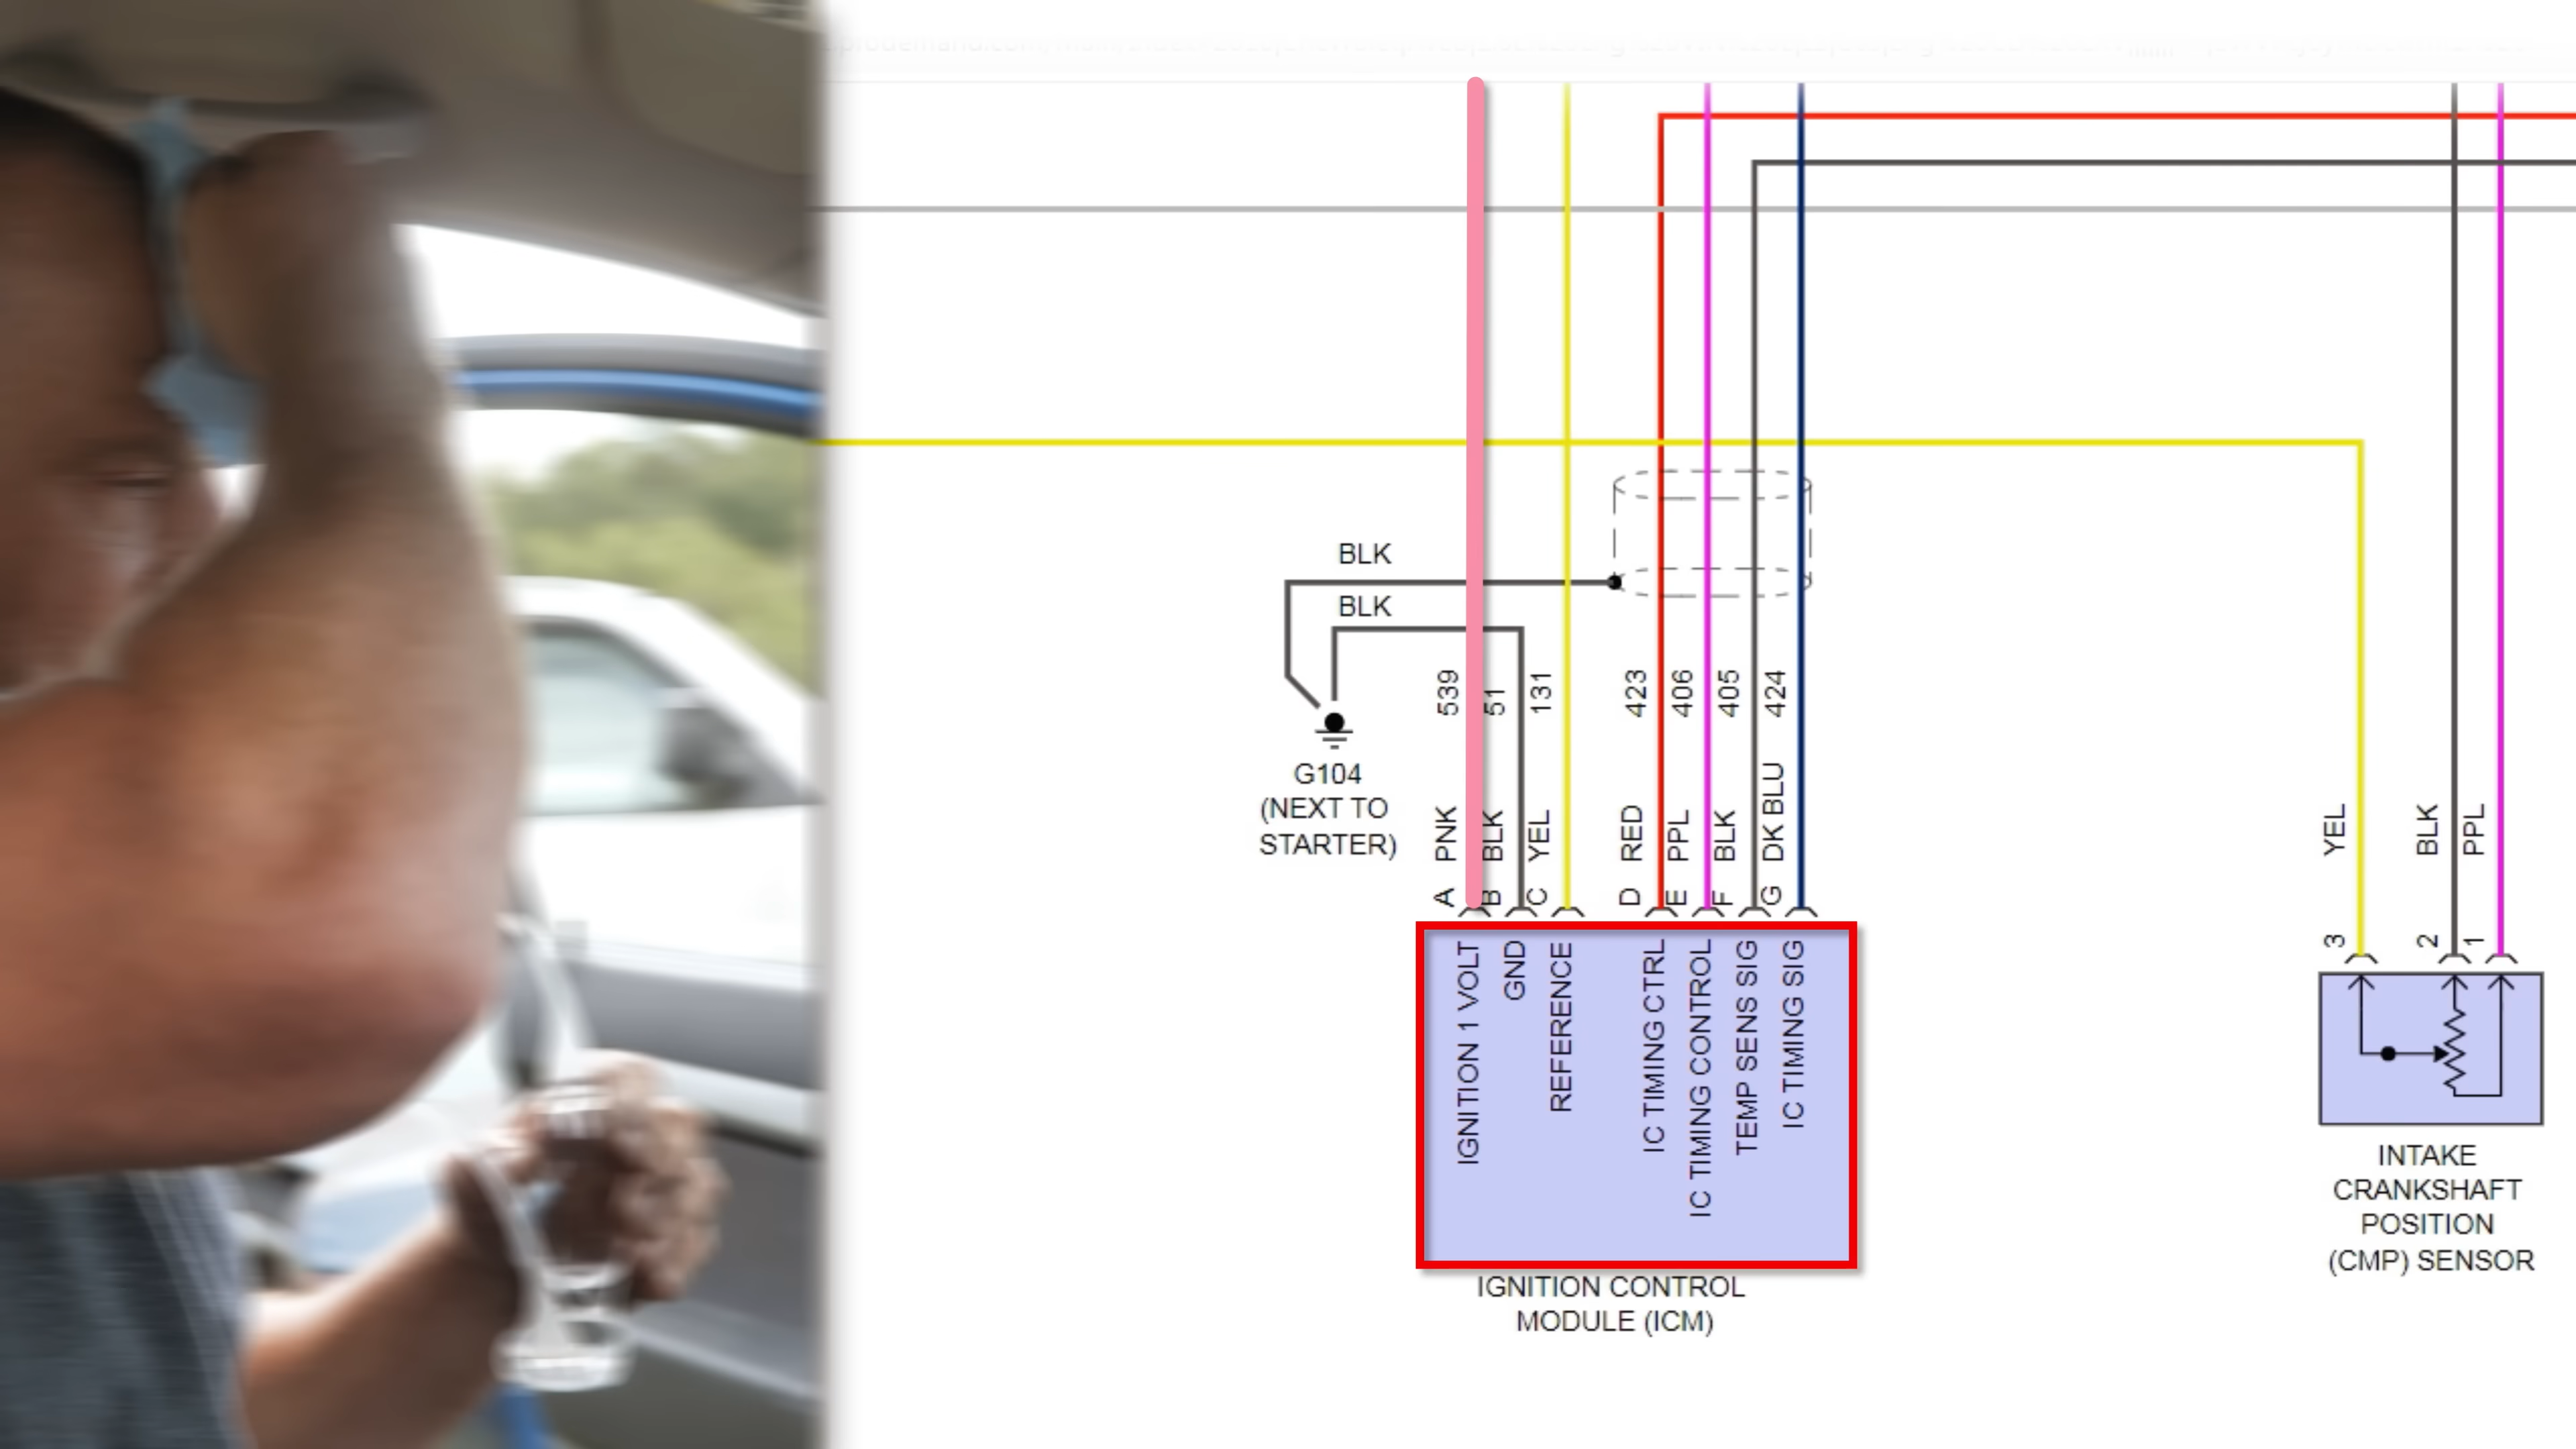 BLK
BLK
539
51
131
423
406
405
424
G104
(NEXT TO
STARTER)
A PNK
B BLK
C YEL
D RED
E PPL
F BLK
G DK BLU
3 YEL
2 BLK
1 PPL
IGNITION 1 VOLT
GND
REFERENCE
IC TIMING CTRL
IC TIMING CONTROL
TEMP SENS SIG
IC TIMING SIG
IGNITION CONTROL
MODULE (ICM)
INTAKE
CRANKSHAFT
POSITION
(CMP) SENSOR